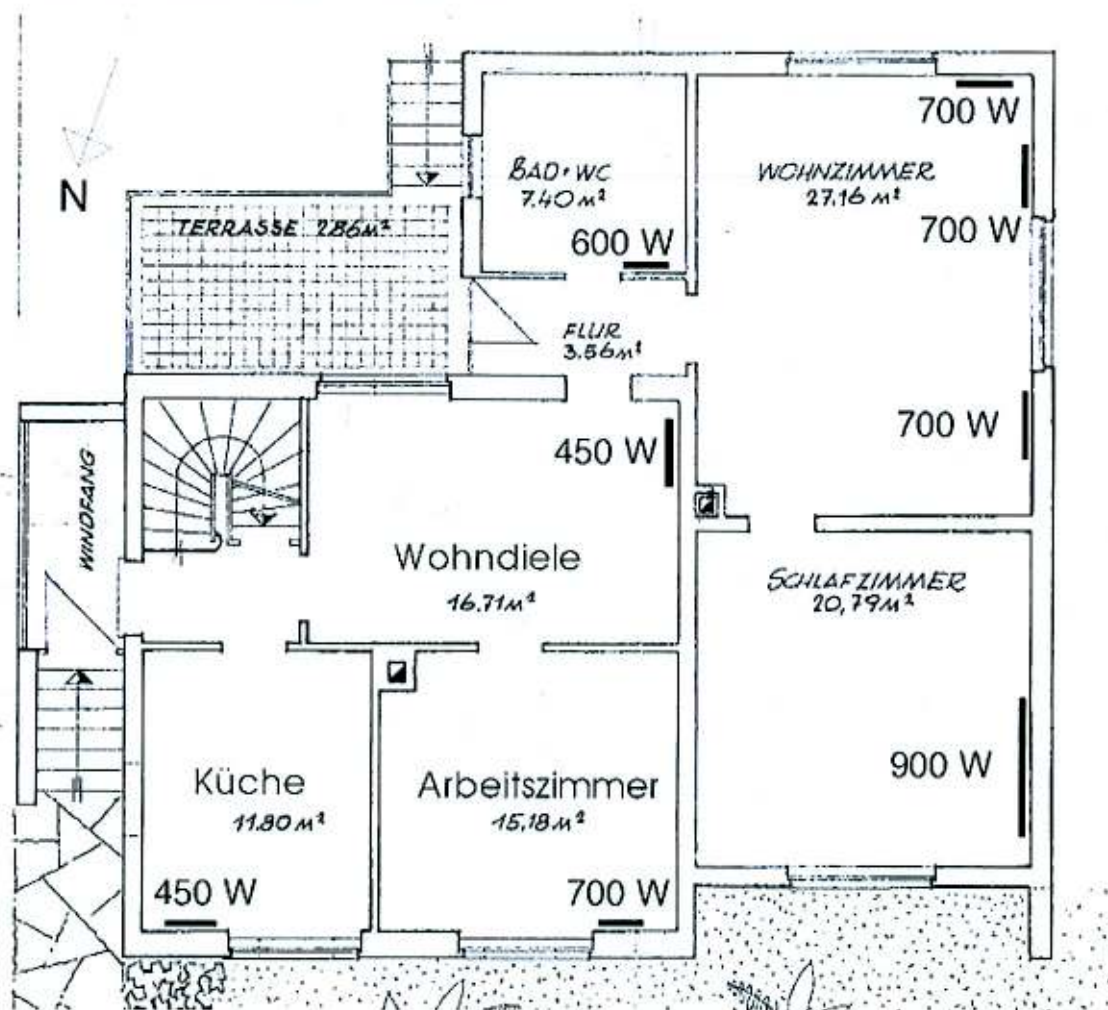 N
TERRASSE 2.86 m²
BAD+WC
7.40 m²
600 W
WOHNZIMMER
27.16 m²
700 W
700 W
700 W
FLUR
3.56 m²
WINDFANG
450 W
Wohndiele
16.71 m²
SCHLAFZIMMER
20,79 m²
900 W
Küche
11.80 m²
450 W
Arbeitszimmer
15.18 m²
700 W